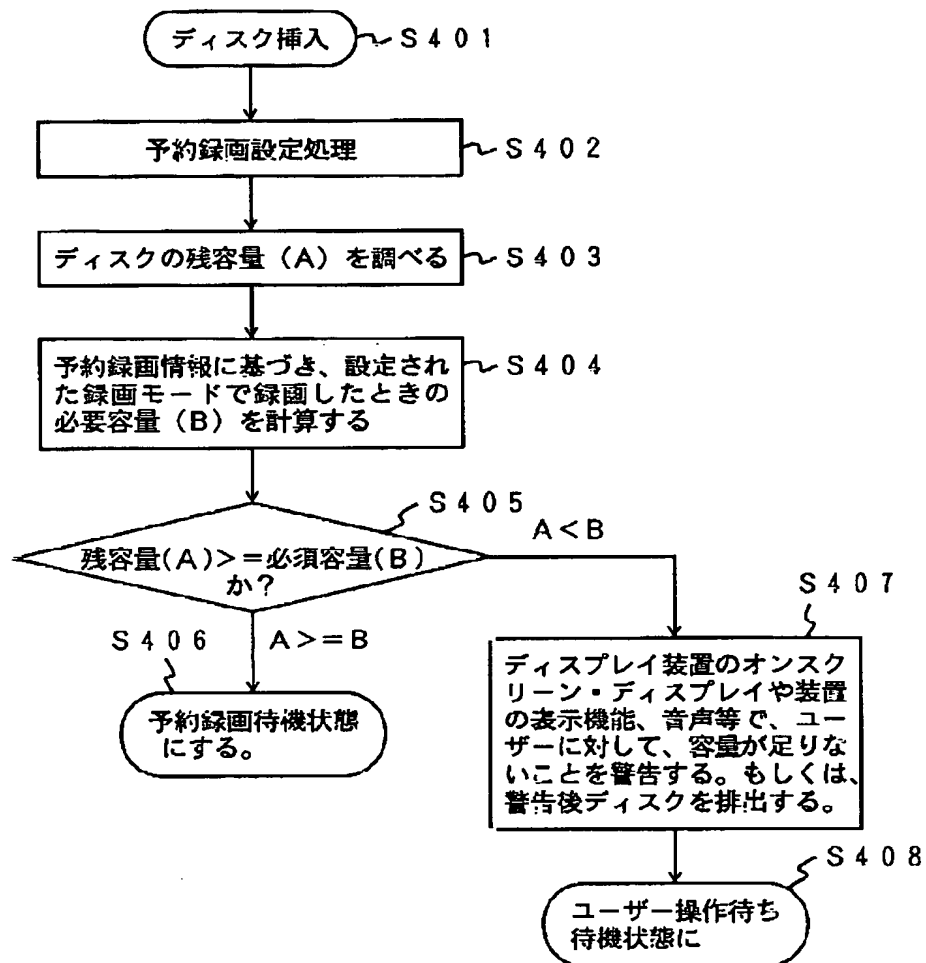 ディスク挿入
S401
予約録画設定処理
S402
ディスクの残容量(A)を調べる
S403
予約録画情報に基づき、設定され
た録画モードで録画したときの
必要容量(B)を計算する
S404
S405
残容量(A)>=必須容量(B)
か?
A<B
S406
A>=B
予約録画待機状態
にする。
S407
ディスプレイ装置のオンスク
リーン・ディスプレイや装置
の表示機能、音声等で、ユー
ザーに対して、容量が足りな
いことを警告する。もしくは、
警告後ディスクを排出する。
S408
ユーザー操作待ち
待機状態に